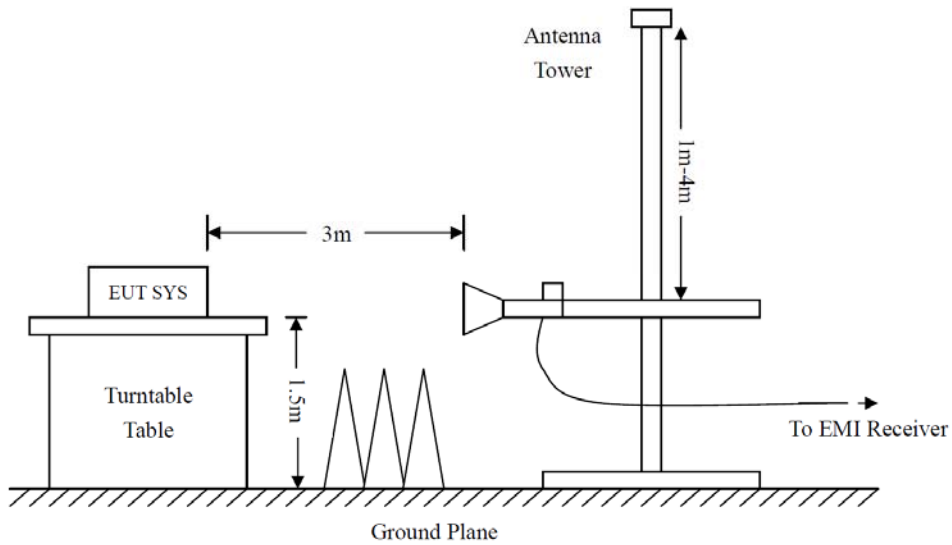 Antenna
Tower
1m-4m
3m
EUT SYS
1.5m
Turntable
Table
To EMI Receiver
Ground Plane